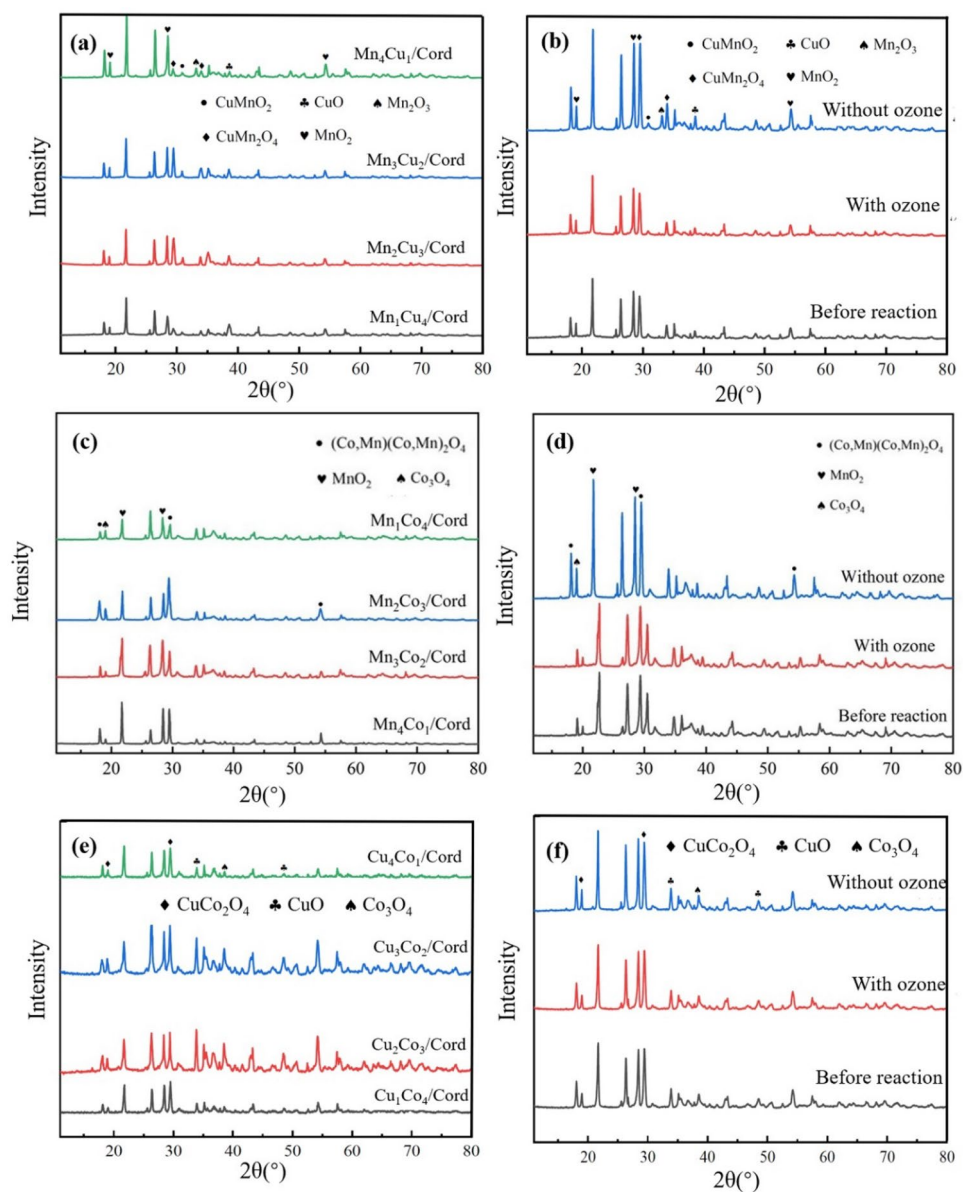 (a)
Mn₄Cu₁/Cord
● CuMnO₂ ♣ CuO ♠ Mn₂O₃
♦ CuMn₂O₄ ♥ MnO₂
Mn₃Cu₂/Cord
Mn₂Cu₃/Cord
Mn₁Cu₄/Cord
Intensity
20 30 40 50 60 70 80
2θ(°)
(b)
● CuMnO₂ ♣ CuO ♠ Mn₂O₃
♦ CuMn₂O₄ ♥ MnO₂
Without ozone
With ozone
Before reaction
Intensity
20 30 40 50 60 70 80
2θ(°)
(c)
● (Co,Mn)(Co,Mn)₂O₄
♥ MnO₂ ♠ Co₃O₄
Mn₁Co₄/Cord
Mn₂Co₃/Cord
Mn₃Co₂/Cord
Mn₄Co₁/Cord
Intensity
20 30 40 50 60 70 80
2θ(°)
(d)
● (Co,Mn)(Co,Mn)₂O₄
♥ MnO₂
♠ Co₃O₄
Without ozone
With ozone
Before reaction
Intensity
20 30 40 50 60 70 80
2θ(°)
(e)
Cu₄Co₁/Cord
♦ CuCo₂O₄ ♣ CuO ♠ Co₃O₄
Cu₃Co₂/Cord
Cu₂Co₃/Cord
Cu₁Co₄/Cord
Intensity
20 30 40 50 60 70 80
2θ(°)
(f)
♦ CuCo₂O₄ ♣ CuO ♠ Co₃O₄
Without ozone
With ozone
Before reaction
Intensity
20 30 40 50 60 70 80
2θ(°)